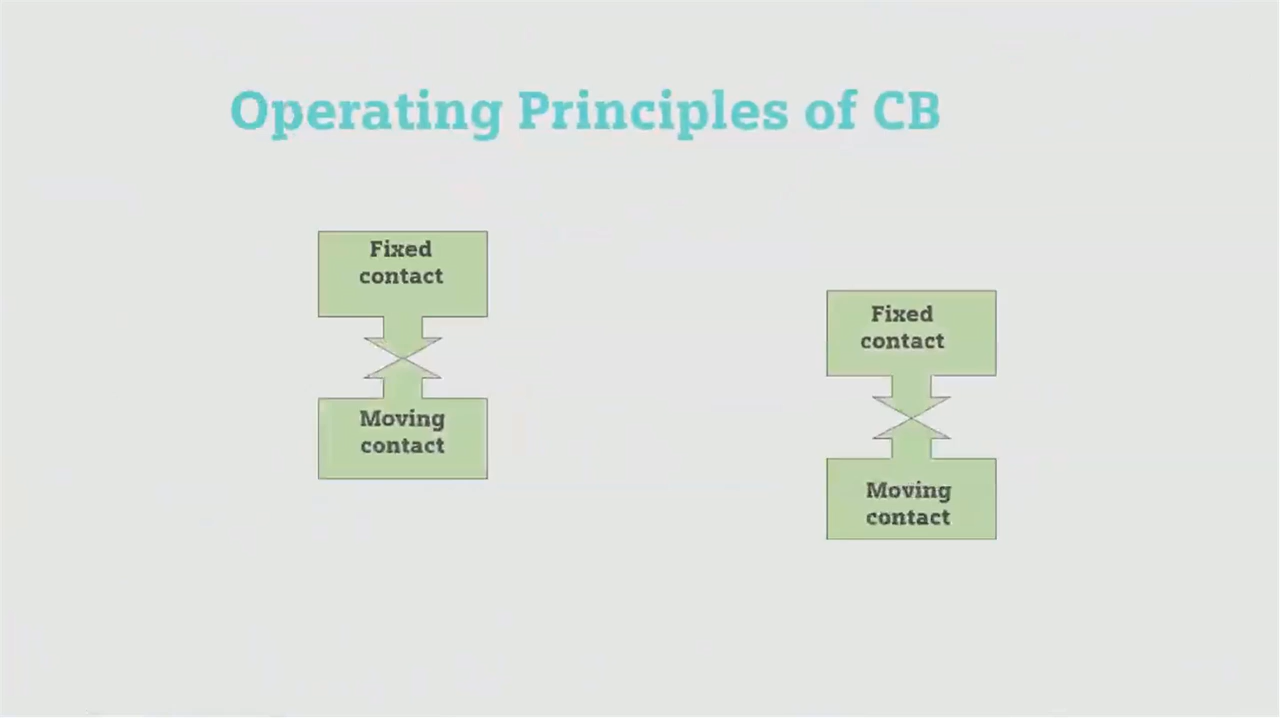 Operating Principles of CB
Fixed
contact
Moving
contact
Fixed
contact
Moving
contact